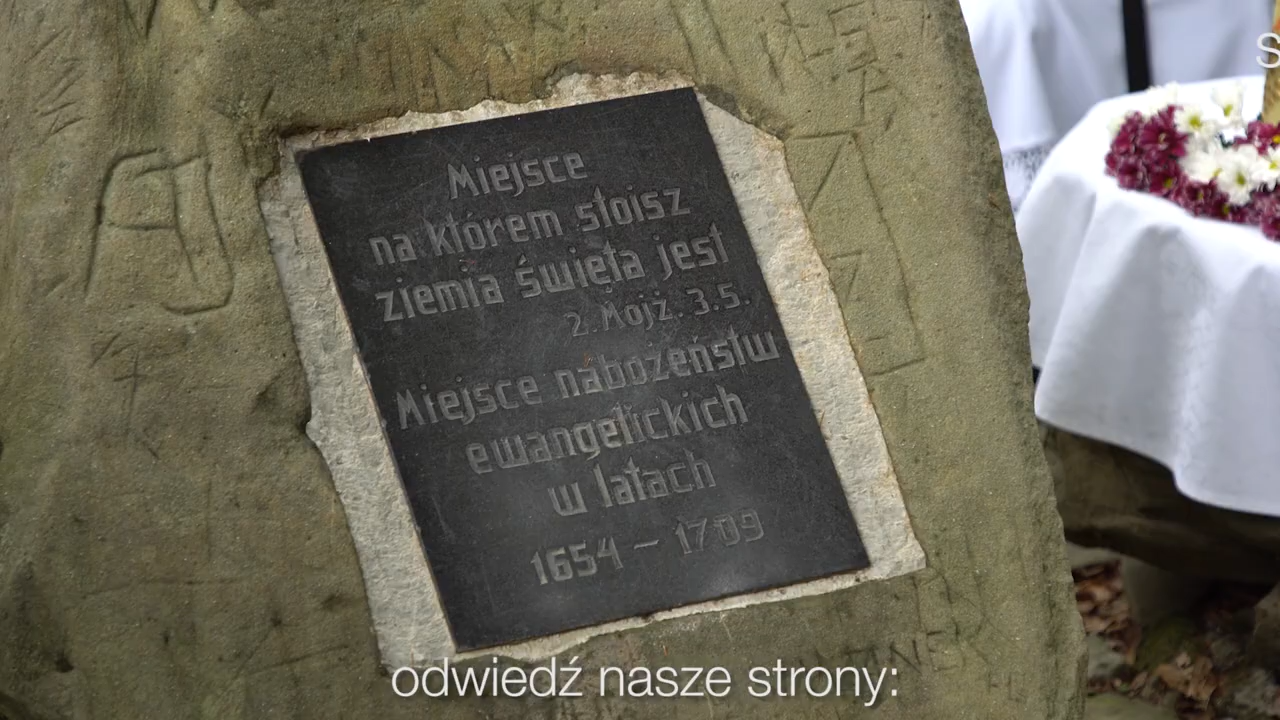 Miejsce
na którem stoisz
ziemia święta jest
2. Mojż. 3.5.
Miejsce nabożeństw
ewangelickich
w latach
1654 – 1709
odwiedź nasze strony: